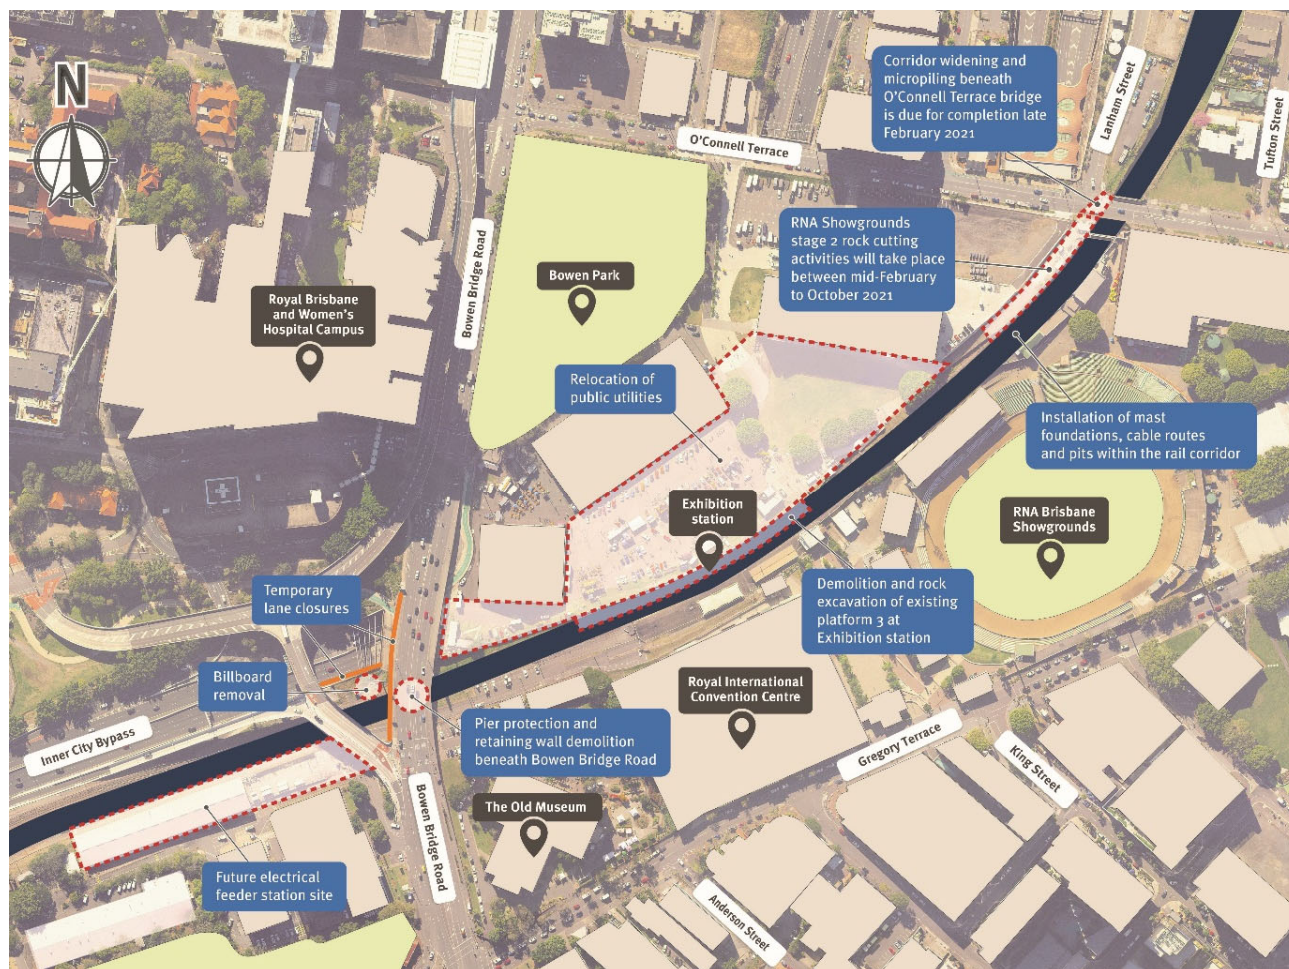 N
Corridor widening and
micropiling beneath
O'Connell Terrace bridge
is due for completion late
February 2021
Lanham Street
Tufton Street
O'Connell Terrace
RNA Showgrounds
stage 2 rock cutting
activities will take place
between mid-February
to October 2021
Bowen Bridge Road
Bowen Park
Royal Brisbane
and Women's
Hospital Campus
Relocation of
public utilities
Installation of mast
foundations, cable routes
and pits within the rail corridor
Exhibition
station
RNA Brisbane
Showgrounds
Temporary
lane closures
Demolition and rock
excavation of existing
platform 3 at
Exhibition station
Billboard
removal
Royal International
Convention Centre
Inner City Bypass
Pier protection and
retaining wall demolition
beneath Bowen Bridge Road
Gregory Terrace
King Street
Bowen Bridge Road
The Old Museum
Future electrical
feeder station site
Anderson Street